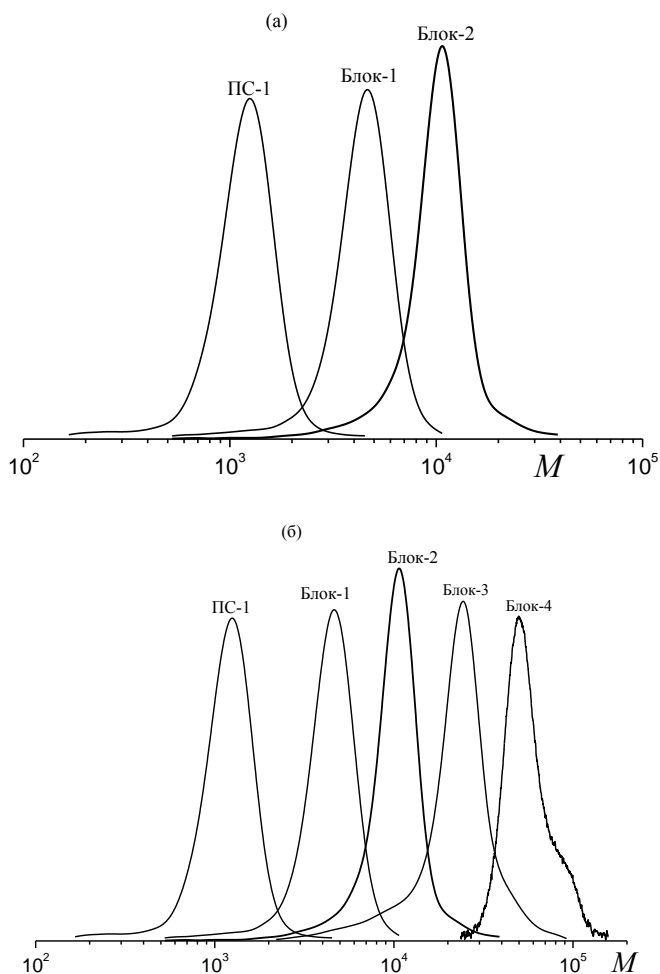 (а)
Блок-2
Блок-1
ПС-1
10² 10³ 10⁴ M 10⁵
(б)
Блок-2
Блок-1 Блок-3
ПС-1 Блок-4
10² 10³ 10⁴ 10⁵ M